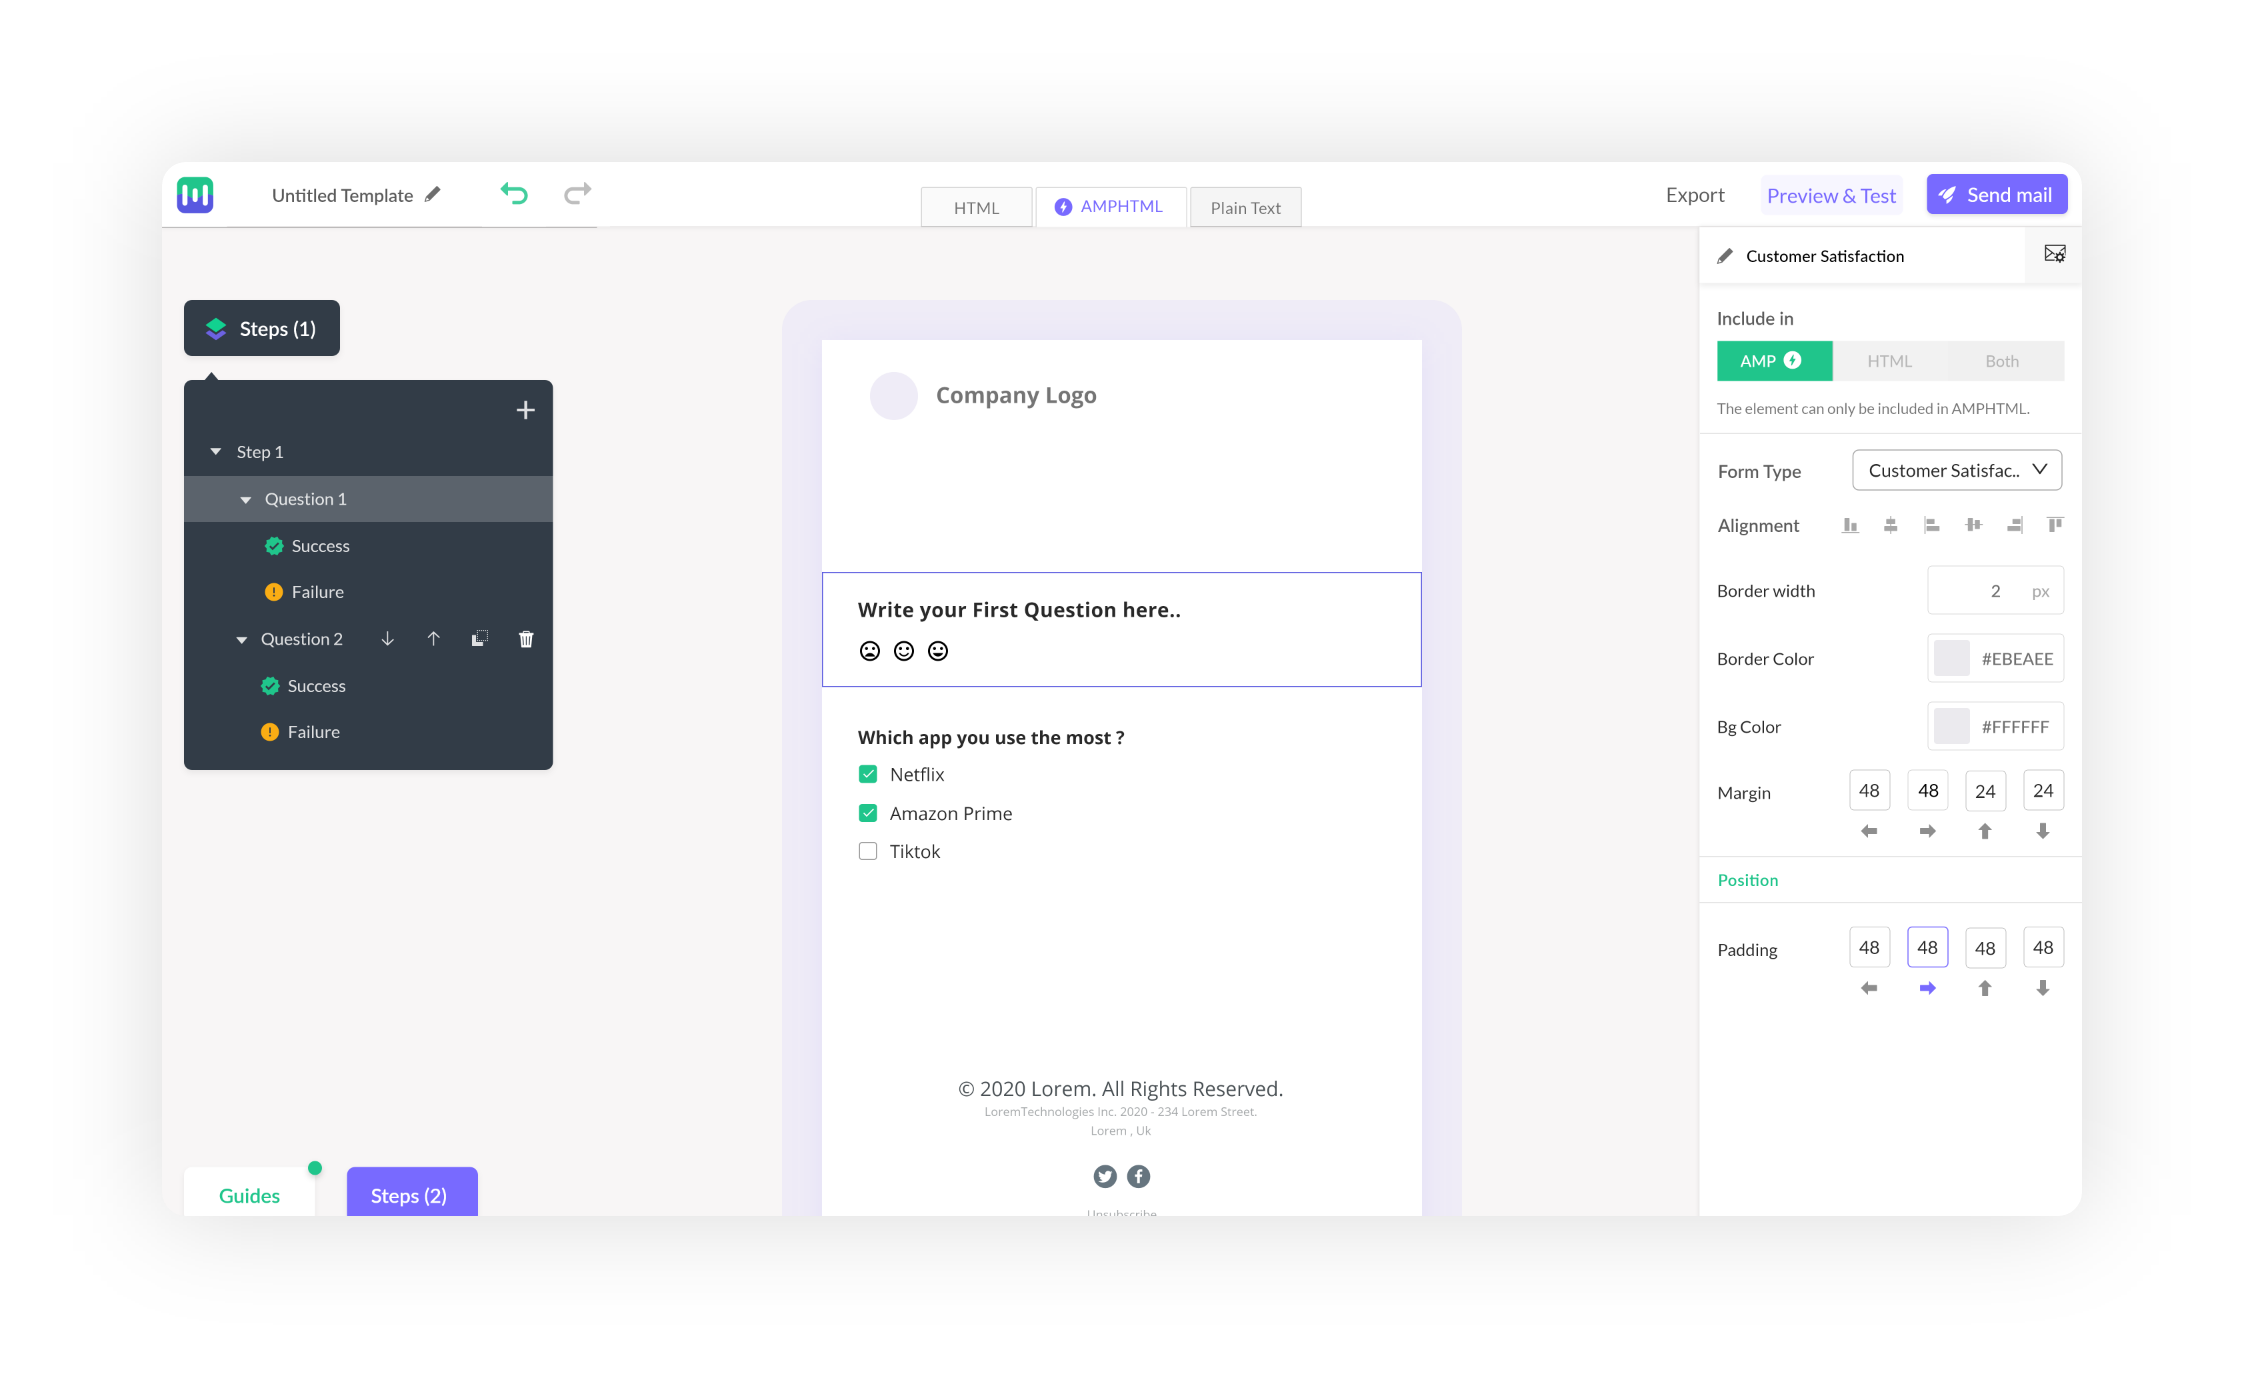 Untitled Template
HTML
AMPHTML
Plain Text
Export
Preview & Test
Send mail
Steps (1)
Step 1
Question 1
Success
Failure
Question 2
Success
Failure
Guides
Steps (2)
Company Logo
Write your First Question here..
Which app you use the most ?
Netflix
Amazon Prime
Tiktok
© 2020 Lorem. All Rights Reserved.
LoremTechnologies Inc. 2020 - 234 Lorem Street.
Lorem , Uk
Unsubscribe
Customer Satisfaction
Include in
AMP
HTML
Both
The element can only be included in AMPHTML.
Form Type
Customer Satisfac..
Alignment
Border width
2 px
Border Color
#EBEAEE
Bg Color
#FFFFFF
Margin
48 48 24 24
Position
Padding
48 48 48 48